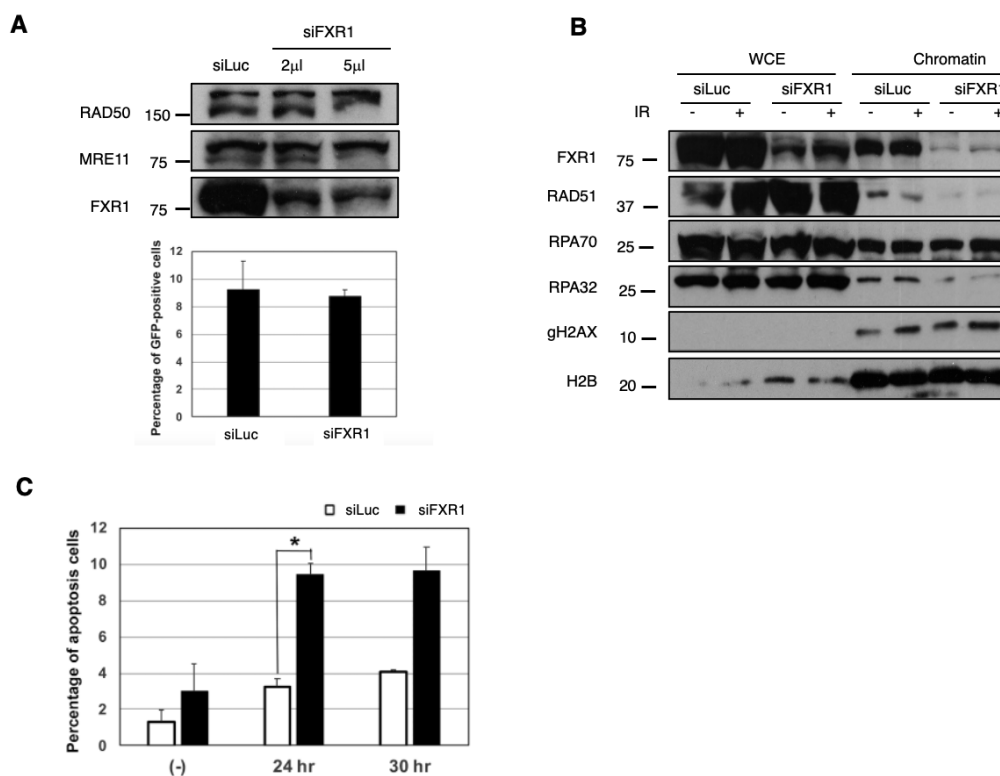 A
siFXR1
siLuc 2µl 5µl
RAD50 150
MRE11 75
FXR1 75
Percentage of GFP-positive cells
12
10
8
6
4
2
0
siLuc siFXR1
B
WCE Chromatin
siLuc siFXR1 siLuc siFXR1
IR - + - + - + - +
FXR1 75
RAD51 37
RPA70 25
RPA32 25
gH2AX 10
H2B 20
C
siLuc siFXR1
Percentage of apoptosis cells
12
10
8
6
4
2
0
*
(-) 24 hr 30 hr